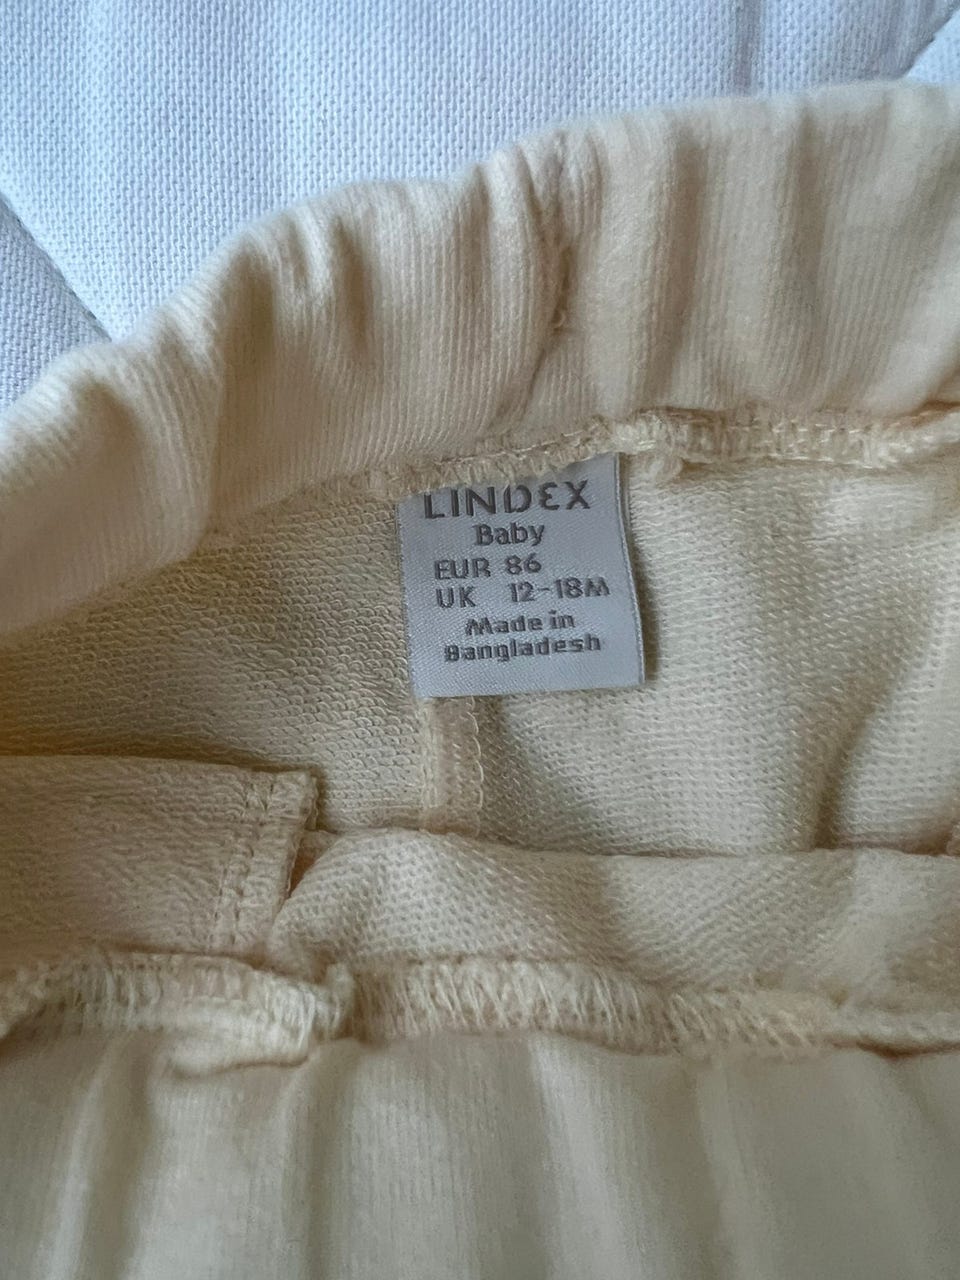 LINDEX
Baby
EUR 86
UK 12-18M
Made in
Bangladesh